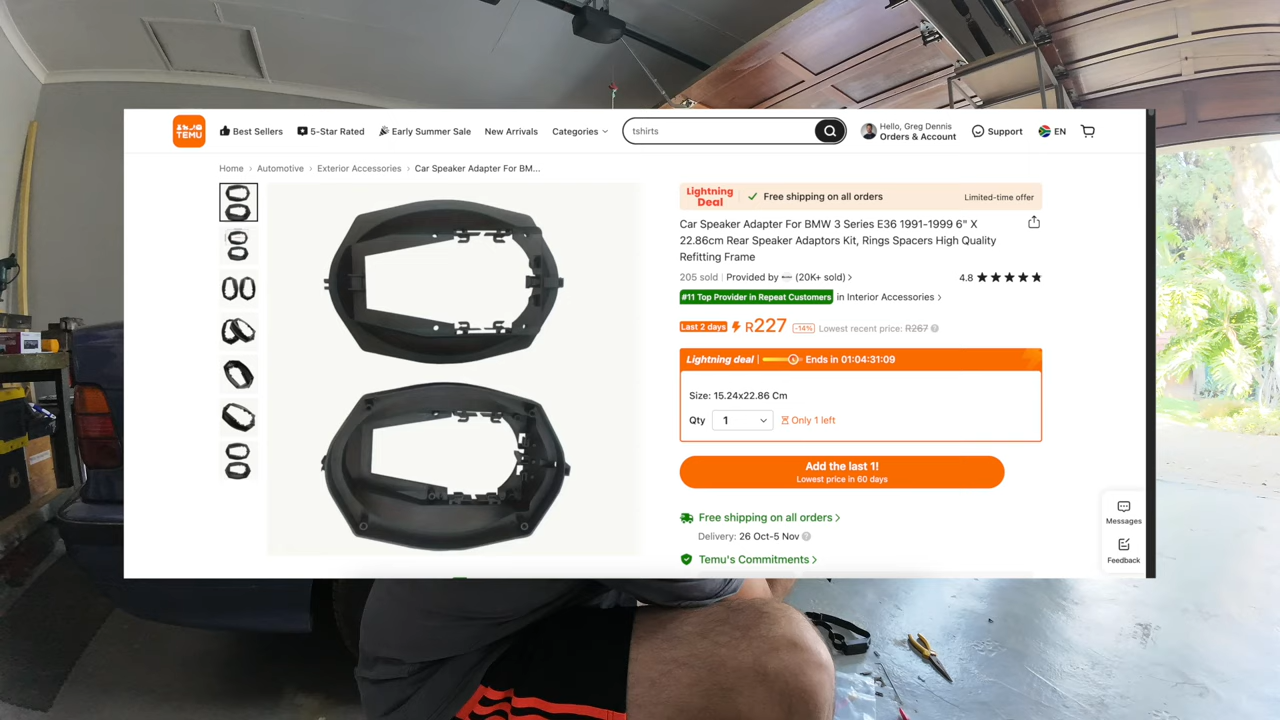 TEMU
Best Sellers
5-Star Rated
Early Summer Sale
New Arrivals
Categories
tshirts
Hello, Greg Dennis
Orders & Account
Support
EN
Home › Automotive › Exterior Accessories › Car Speaker Adapter For BM...
Lightning Deal
Free shipping on all orders
Limited-time offer
Car Speaker Adapter For BMW 3 Series E36 1991-1999 6" X
22.86cm Rear Speaker Adaptors Kit, Rings Spacers High Quality
Refitting Frame
205 sold | Provided by (20K+ sold) ›
4.8
#11 Top Provider in Repeat Customers in Interior Accessories ›
Last 2 days R227 -14% Lowest recent price: R267
Lightning deal | Ends in 01:04:31:09
Size: 15.24x22.86 Cm
Qty 1 Only 1 left
Add the last 1!
Lowest price in 60 days
Free shipping on all orders ›
Delivery: 26 Oct-5 Nov
Temu's Commitments ›
Messages
Feedback